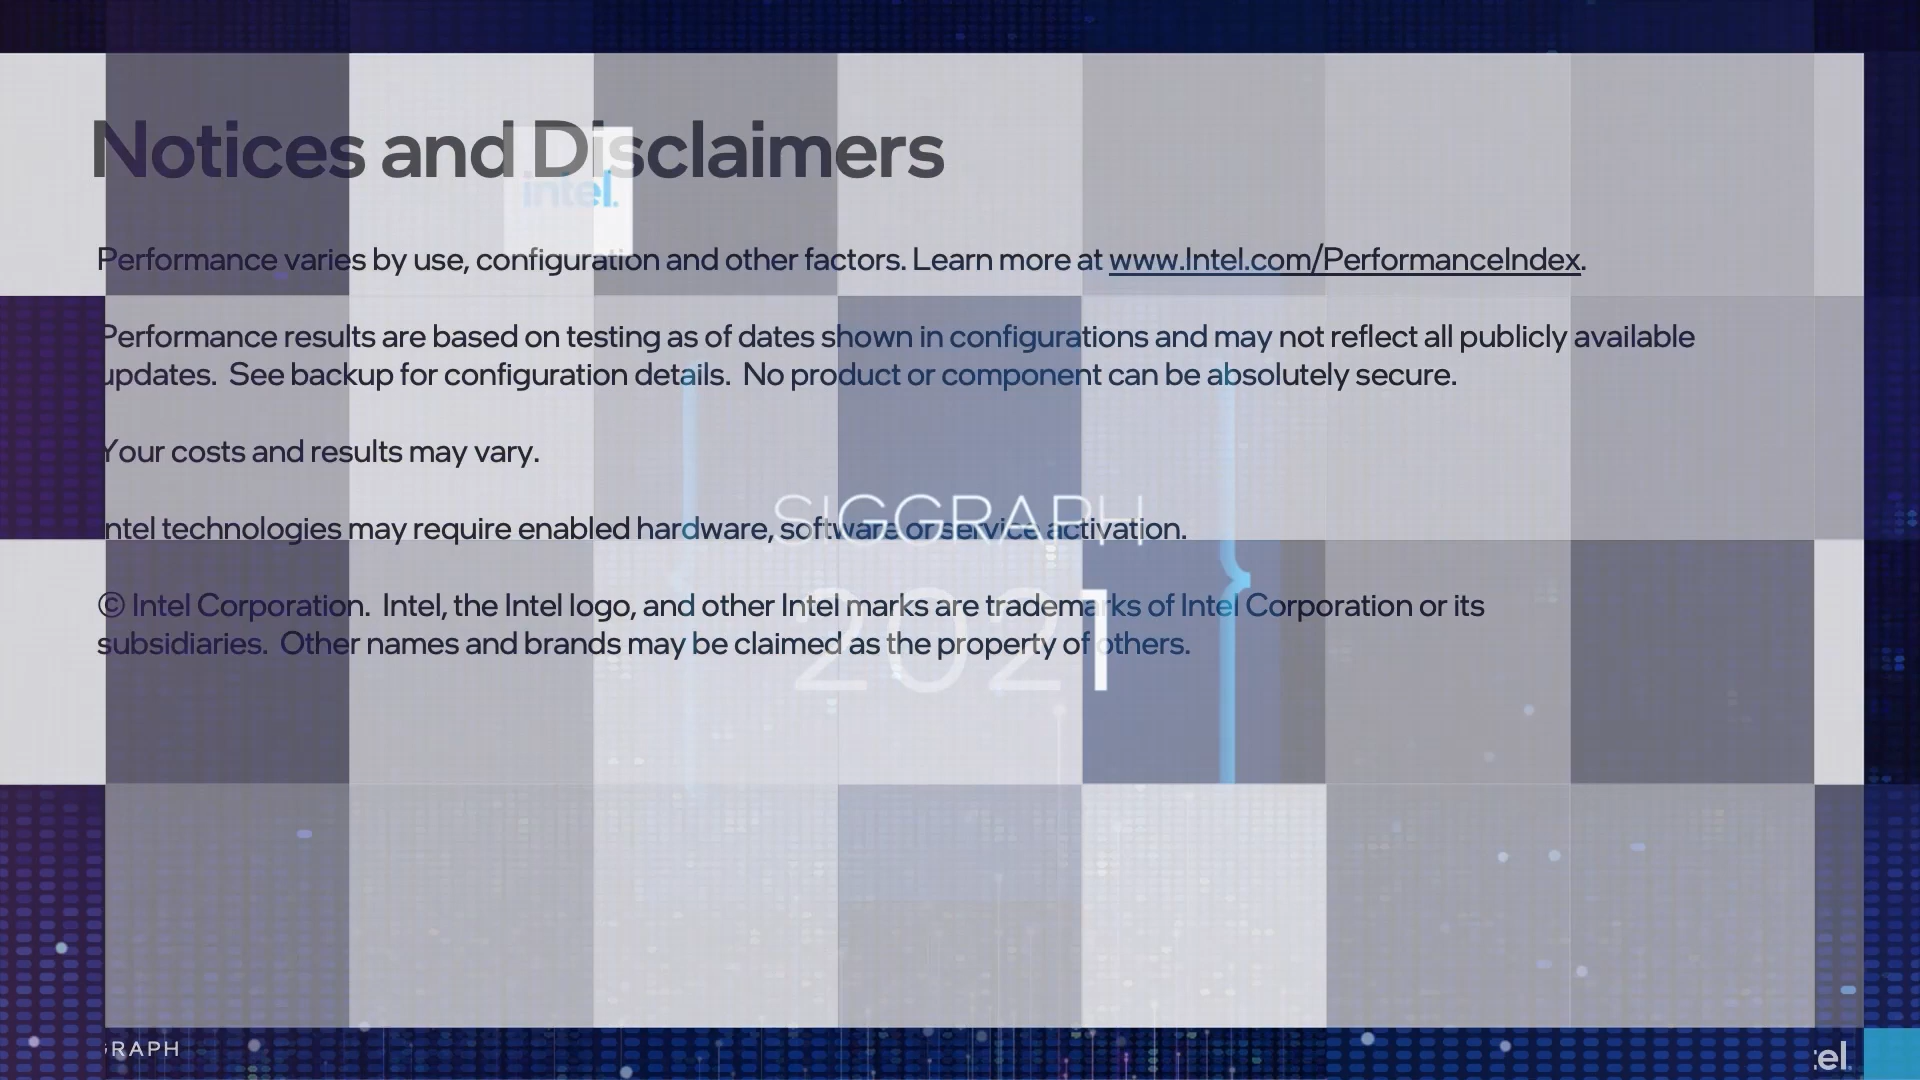 Notices and Disclaimers
intel.
Performance varies by use, configuration and other factors. Learn more at www.Intel.com/PerformanceIndex.
Performance results are based on testing as of dates shown in configurations and may not reflect all publicly available
updates.  See backup for configuration details.  No product or component can be absolutely secure.
Your costs and results may vary.
SIGGRAPH
Intel technologies may require enabled hardware, software or service activation.
2021
© Intel Corporation.  Intel, the Intel logo, and other Intel marks are trademarks of Intel Corporation or its
subsidiaries.  Other names and brands may be claimed as the property of others.
GRAPH
el.